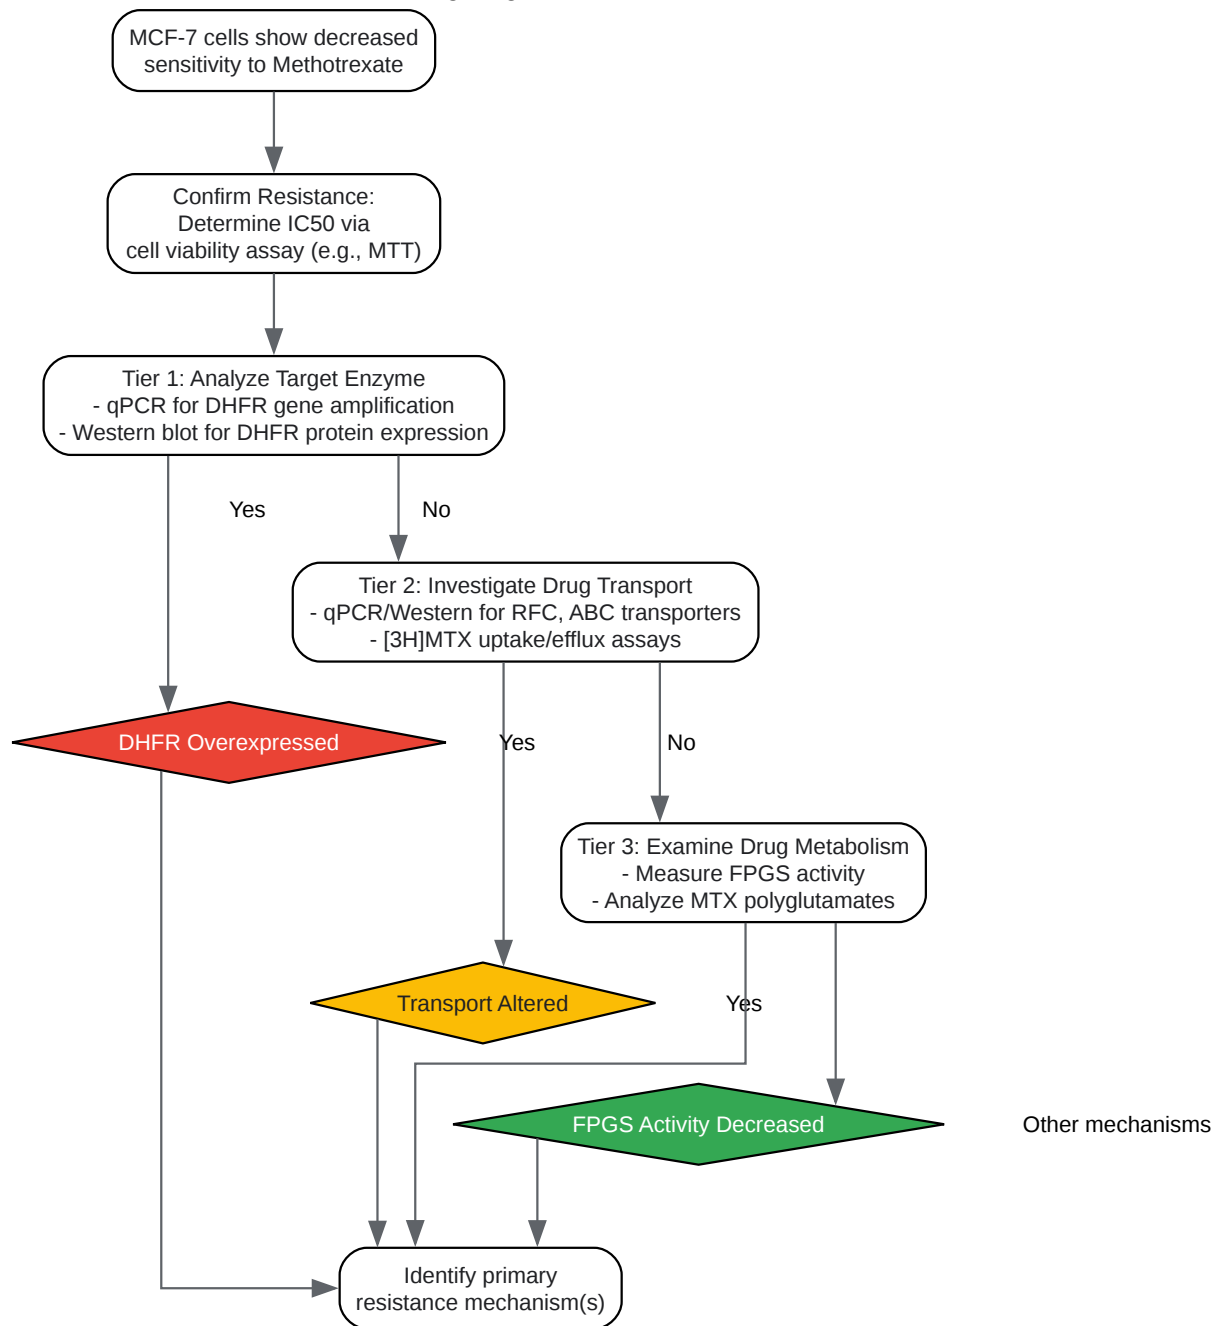 MCF-7 cells show decreased
sensitivity to Methotrexate
Confirm Resistance:
Determine IC50 via
cell viability assay (e.g., MTT)
Tier 1: Analyze Target Enzyme
- qPCR for DHFR gene amplification
- Western blot for DHFR protein expression
Yes
No
Tier 2: Investigate Drug Transport
- qPCR/Western for RFC, ABC transporters
- [3H]MTX uptake/efflux assays
DHFR Overexpressed
Yes
No
Tier 3: Examine Drug Metabolism
- Measure FPGS activity
- Analyze MTX polyglutamates
Transport Altered
Yes
FPGS Activity Decreased
Other mechanisms
Identify primary
resistance mechanism(s)